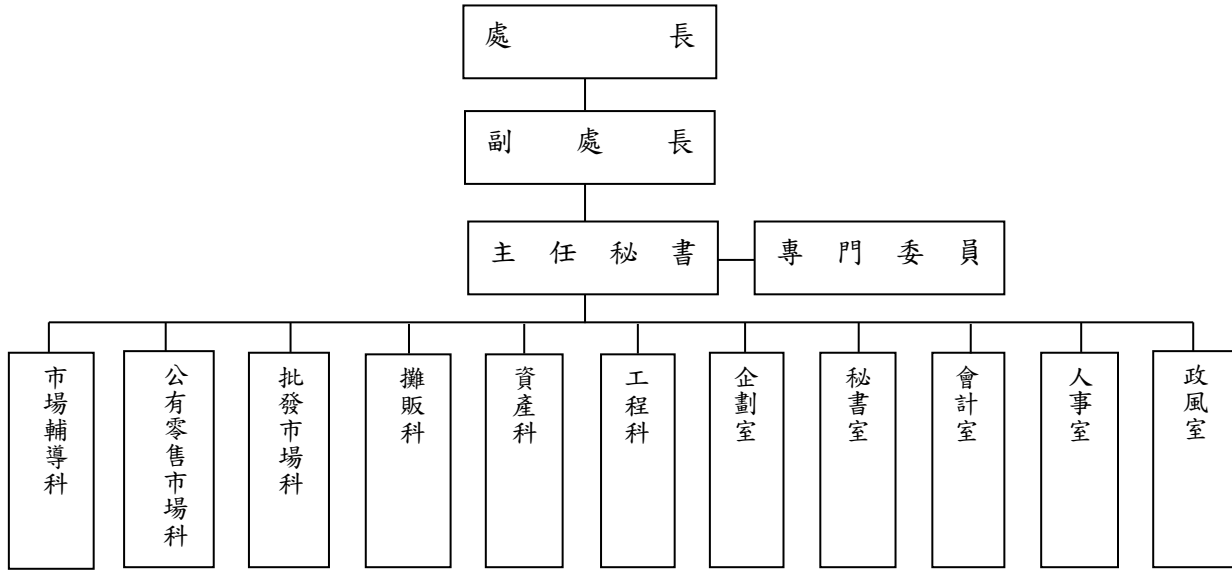 處長
副處長
主任秘書
專門委員
市場輔導科
公有零售市場科
批發市場科
攤販科
資產科
工程科
企劃室
秘書室
會計室
人事室
政風室